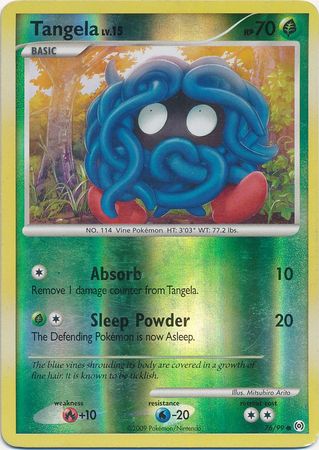 Tangela LV.15 HP 70
BASIC
NO. 114 Vine Pokémon HT: 3'03" WT: 77.2 lbs.
Absorb 10
Remove 1 damage counter from Tangela.
Sleep Powder 20
The Defending Pokémon is now Asleep.
The blue vines shrouding its body are covered in a growth of
fine hair. It is known to be ticklish.
Illus. Mitsuhiro Arita
weakness resistance retreat cost
+10 -20
©2009 Pokémon/Nintendo 76/99